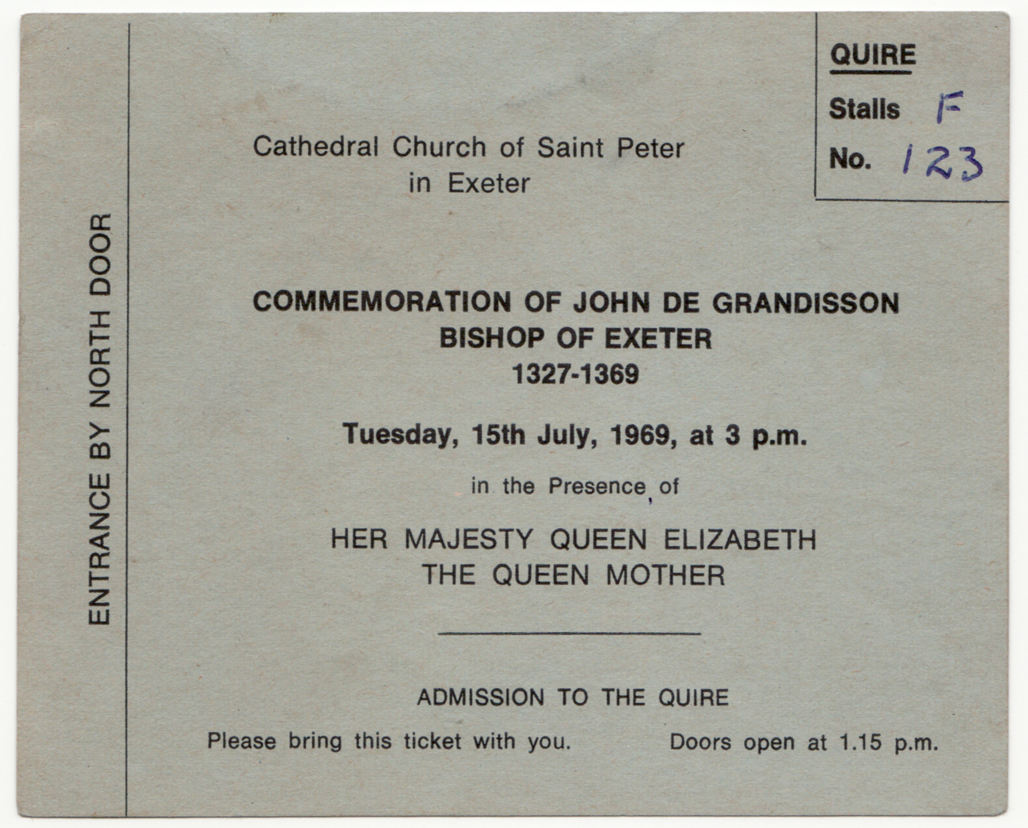 QUIRE
Stalls F
No. 123
Cathedral Church of Saint Peter
in Exeter
COMMEMORATION OF JOHN DE GRANDISSON
BISHOP OF EXETER
1327-1369
Tuesday, 15th July, 1969, at 3 p.m.
in the Presence of
HER MAJESTY QUEEN ELIZABETH
THE QUEEN MOTHER
ADMISSION TO THE QUIRE
Please bring this ticket with you. Doors open at 1.15 p.m.
ENTRANCE BY NORTH DOOR